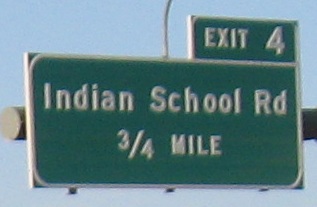 EXIT 4
Indian School Rd
3/4 MILE